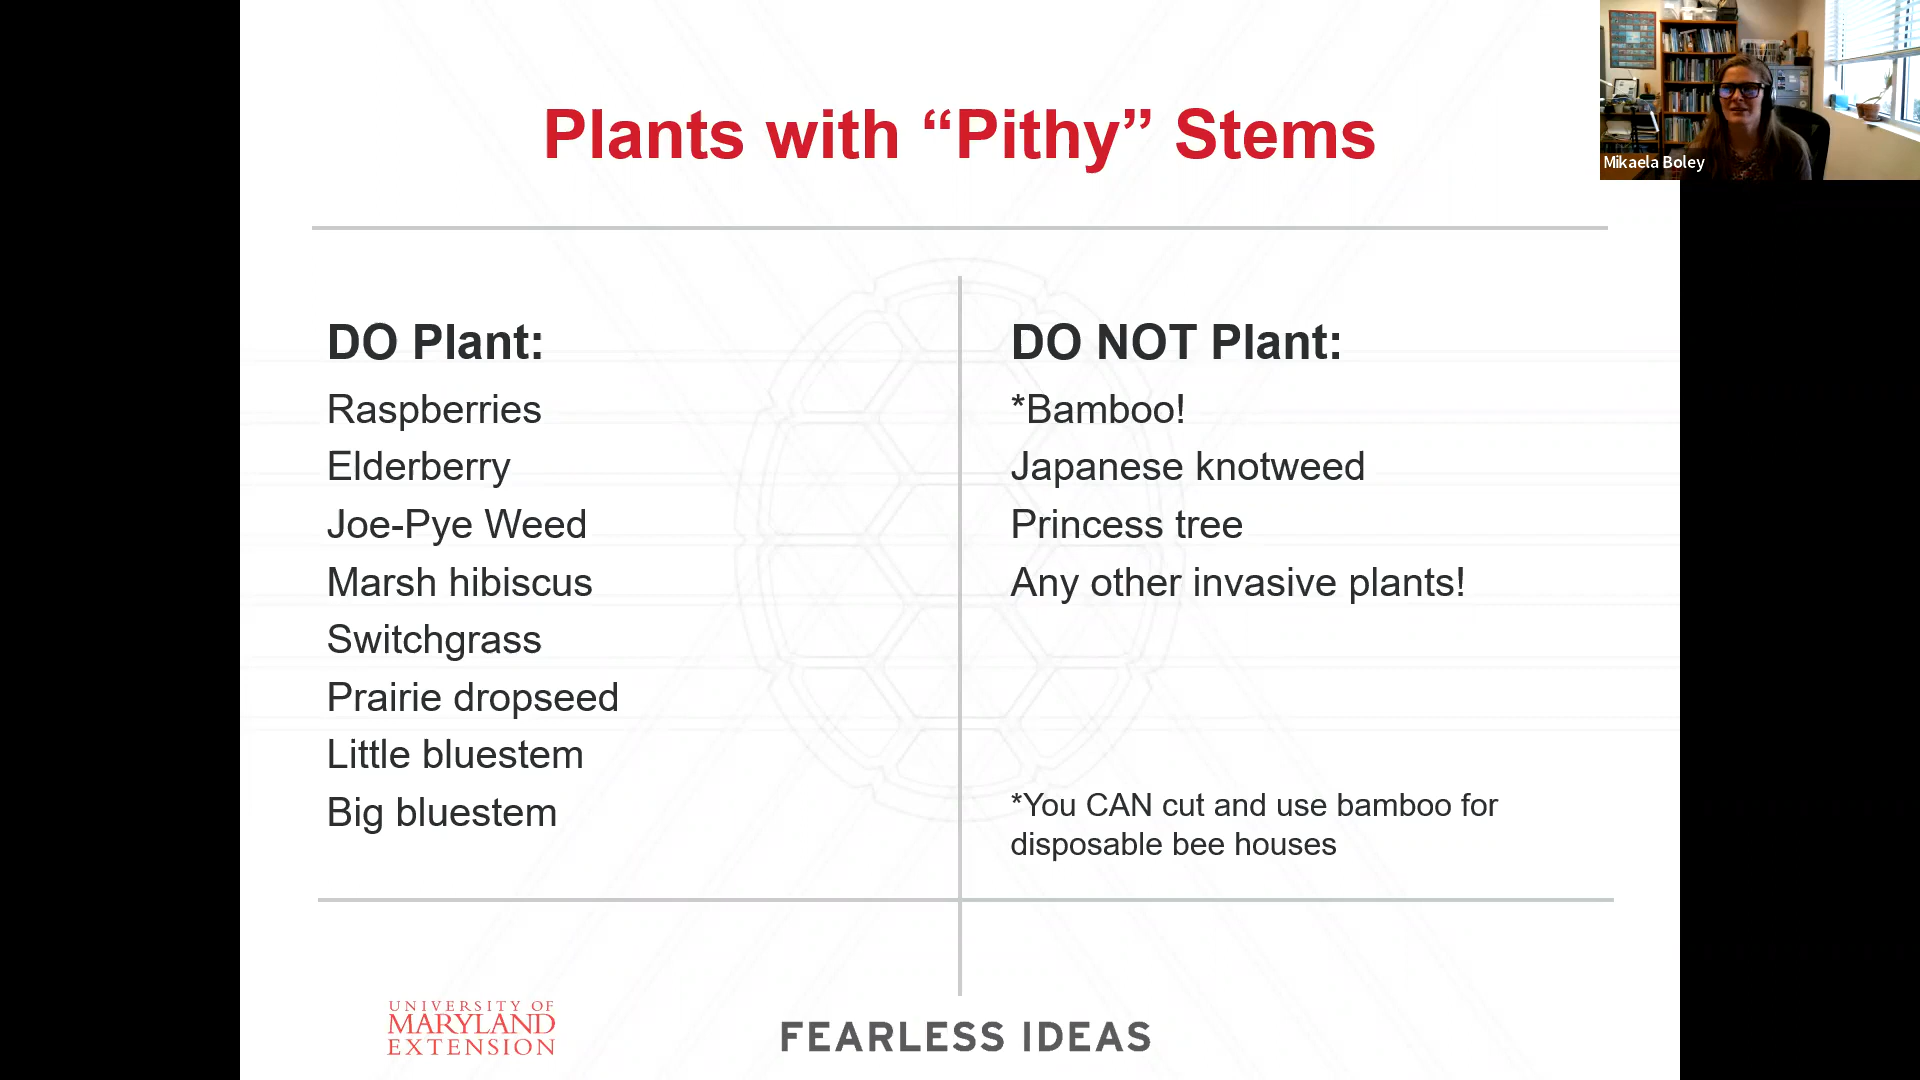 Plants with “Pithy” Stems
Mikaela Boley
DO Plant:
Raspberries
Elderberry
Joe-Pye Weed
Marsh hibiscus
Switchgrass
Prairie dropseed
Little bluestem
Big bluestem
DO NOT Plant:
*Bamboo!
Japanese knotweed
Princess tree
Any other invasive plants!
*You CAN cut and use bamboo for
disposable bee houses
UNIVERSITY OF
MARYLAND
EXTENSION
FEARLESS IDEAS